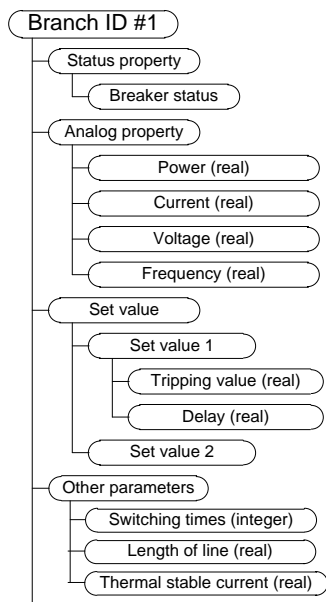 Branch ID #1
Status property
Breaker status
Analog property
Power (real)
Current (real)
Voltage (real)
Frequency (real)
Set value
Set value 1
Tripping value (real)
Delay (real)
Set value 2
Other parameters
Switching times (integer)
Length of line (real)
Thermal stable current (real)